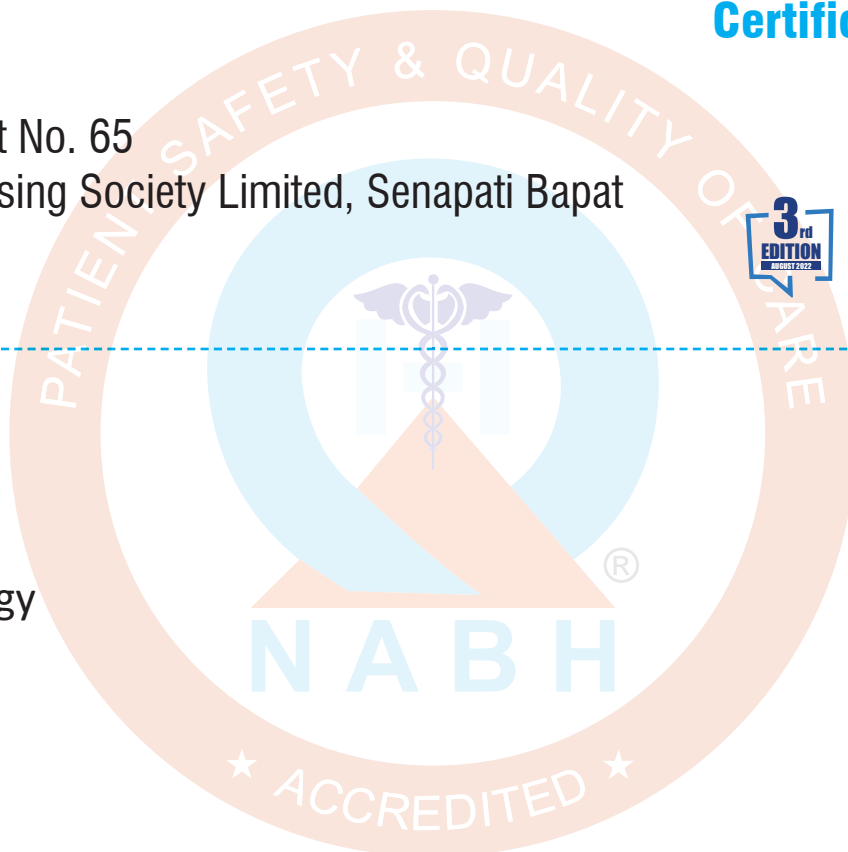 Certific
PATIENT SAFETY & QUALITY OF CARE
t No. 65
sing Society Limited, Senapati Bapat
3rd
EDITION
AUGUST 2022
®
gy
NABH
★ ACCREDITED ★